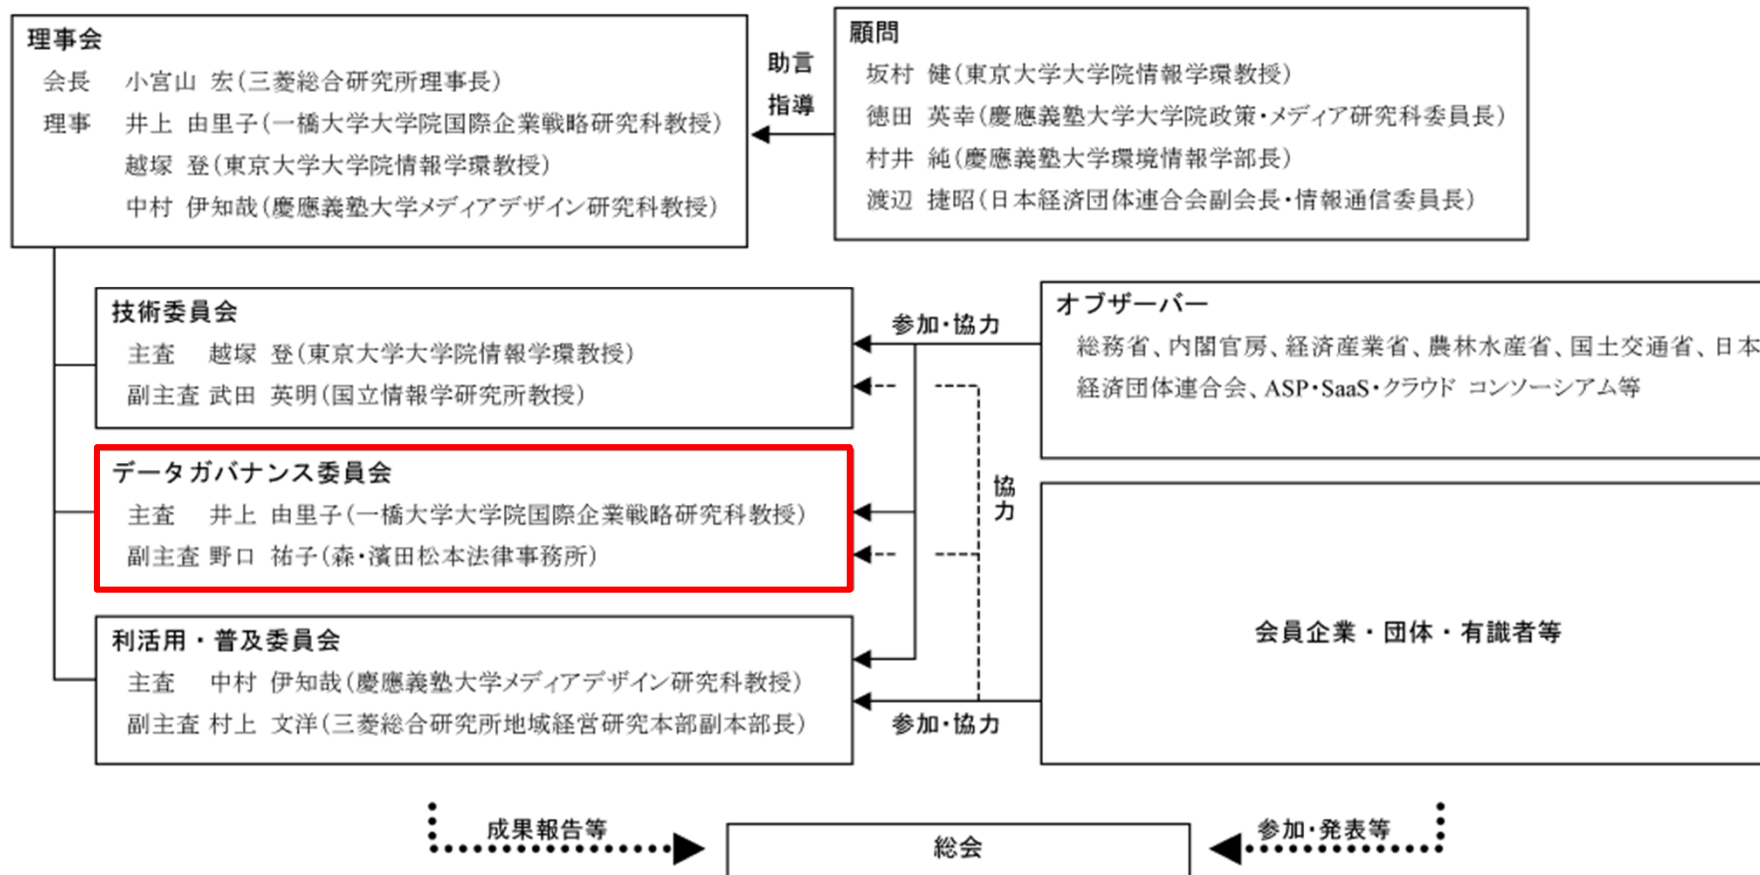 理事会
会長 小宮山 宏(三菱総合研究所理事長)
理事 井上 由里子(一橋大学大学院国際企業戦略研究科教授)
越塚 登(東京大学大学院情報学環教授)
中村 伊知哉(慶應義塾大学メディアデザイン研究科教授)
助言
指導
顧問
坂村 健(東京大学大学院情報学環教授)
徳田 英幸(慶應義塾大学大学院政策・メディア研究科委員長)
村井 純(慶應義塾大学環境情報学部長)
渡辺 捷昭(日本経済団体連合会副会長・情報通信委員長)
技術委員会
主査 越塚 登(東京大学大学院情報学環教授)
副主査 武田 英明(国立情報学研究所教授)
参加・協力
オブザーバー
総務省、内閣官房、経済産業省、農林水産省、国土交通省、日本
経済団体連合会、ASP・SaaS・クラウド コンソーシアム等
データガバナンス委員会
主査 井上 由里子(一橋大学大学院国際企業戦略研究科教授)
副主査 野口 祐子(森・濱田松本法律事務所)
協力
会員企業・団体・有識者等
利活用・普及委員会
主査 中村 伊知哉(慶應義塾大学メディアデザイン研究科教授)
副主査 村上 文洋(三菱総合研究所地域経営研究本部副本部長)
参加・協力
成果報告等
総会
参加・発表等